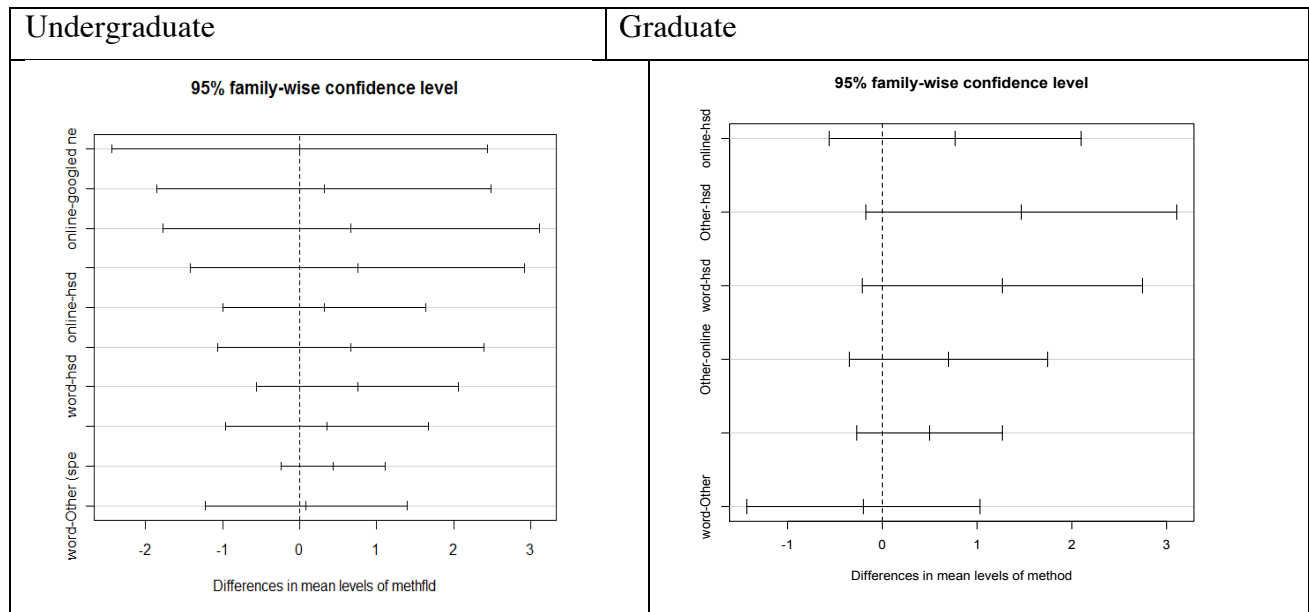 Undergraduate
Graduate
95% family-wise confidence level
online-googled ne
online-hsd
word-hsd
word-Other (spe
-2 -1 0 1 2 3
Differences in mean levels of methfld
95% family-wise confidence level
online-hsd
Other-hsd
word-hsd
Other-online
word-Other
-1 0 1 2 3
Differences in mean levels of method